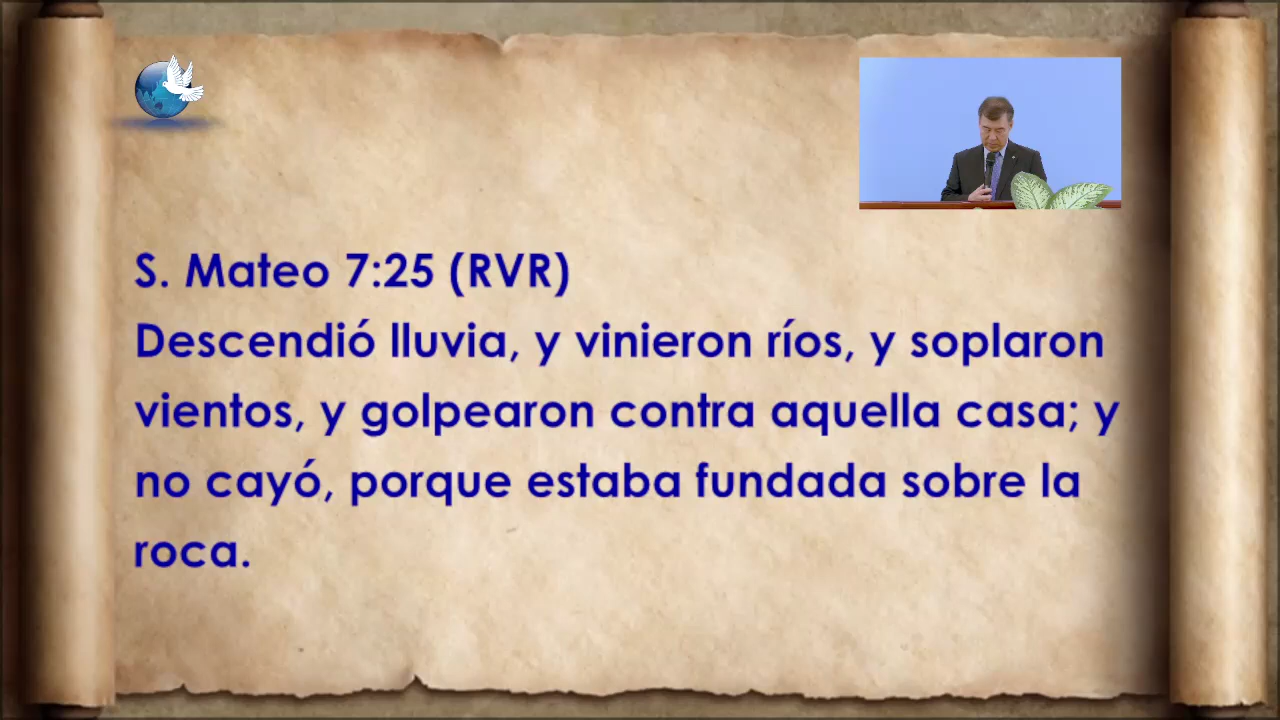 S. Mateo 7:25 (RVR)
Descendió lluvia, y vinieron ríos, y soplaron
vientos, y golpearon contra aquella casa; y
no cayó, porque estaba fundada sobre la
roca.